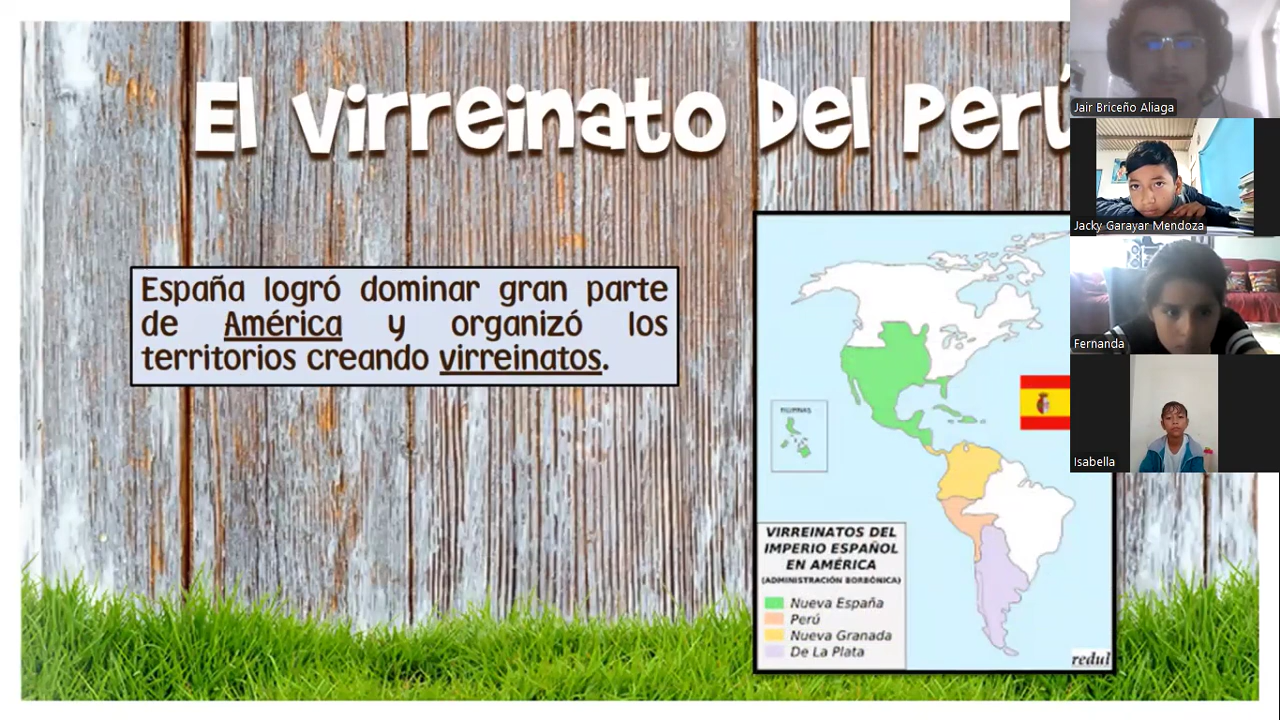 El Virreinato Del Perú
España logró dominar gran parte
de América y organizó los
territorios creando virreinatos.
FILIPINAS
VIRREINATOS DEL
IMPERIO ESPAÑOL
EN AMÉRICA
(ADMINISTRACIÓN BORBÓNICA)
Nueva España
Perú
Nueva Granada
De La Plata
redul
Jair Briceño Aliaga
Jacky Garayar Mendoza
Fernanda
Isabella